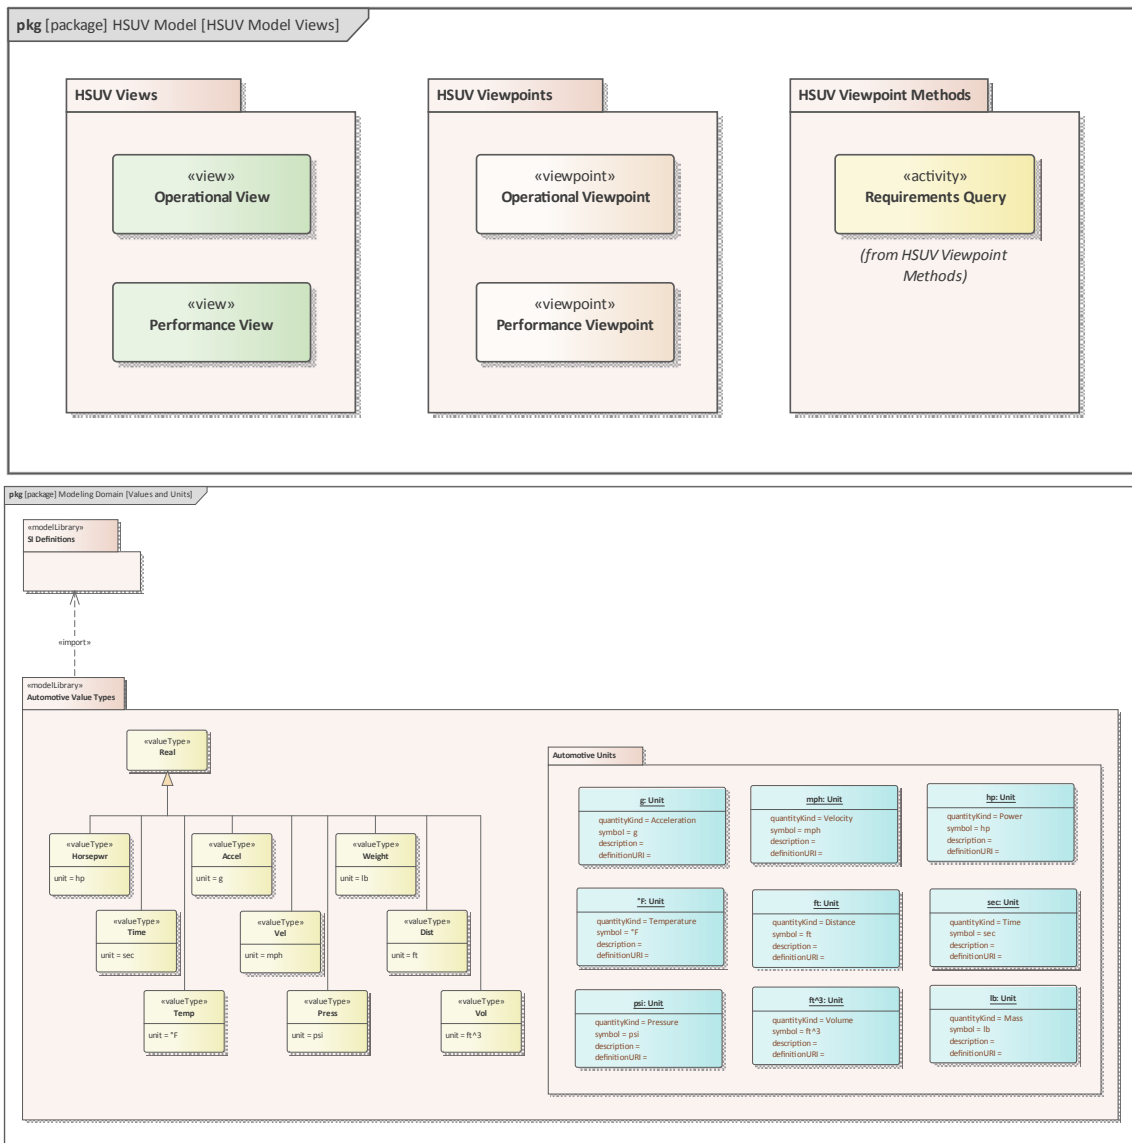 pkg [package] HSUV Model [HSUV Model Views]
HSUV Views
«view»
Operational View
«view»
Performance View
HSUV Viewpoints
«viewpoint»
Operational Viewpoint
«viewpoint»
Performance Viewpoint
HSUV Viewpoint Methods
«activity»
Requirements Query
(from HSUV Viewpoint
Methods)
pkg [package] Modeling Domain [Values and Units]
«modelLibrary»
SI Definitions
«import»
«modelLibrary»
Automotive Value Types
«valueType»
Real
«valueType»
Horsepwr
unit = hp
«valueType»
Accel
unit = g
«valueType»
Weight
unit = lb
«valueType»
Time
unit = sec
«valueType»
Vel
unit = mph
«valueType»
Dist
unit = ft
«valueType»
Temp
unit = °F
«valueType»
Press
unit = psi
«valueType»
Vol
unit = ft^3
Automotive Units
g: Unit
quantityKind = Acceleration
symbol = g
description =
definitionURI =
mph: Unit
quantityKind = Velocity
symbol = mph
description =
definitionURI =
hp: Unit
quantityKind = Power
symbol = hp
description =
definitionURI =
°F: Unit
quantityKind = Temperature
symbol = °F
description =
definitionURI =
ft: Unit
quantityKind = Distance
symbol = ft
description =
definitionURI =
sec: Unit
quantityKind = Time
symbol = sec
description =
definitionURI =
psi: Unit
quantityKind = Pressure
symbol = psi
description =
definitionURI =
ft^3: Unit
quantityKind = Volume
symbol = ft^3
description =
definitionURI =
lb: Unit
quantityKind = Mass
symbol = lb
description =
definitionURI =